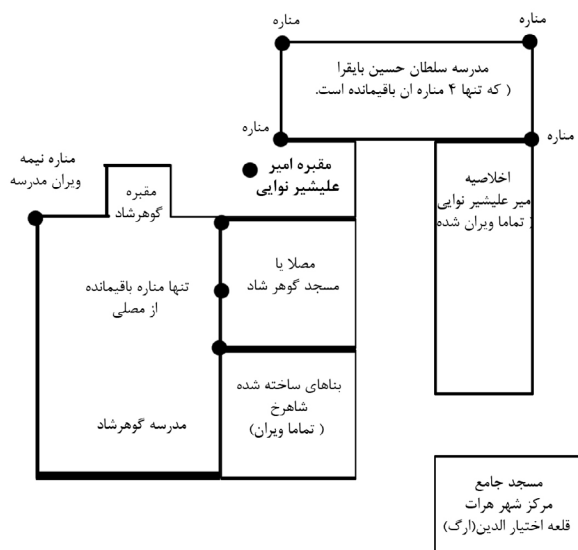 مناره
مناره
مدرسه سلطان حسین بایقرا
( که تنها ۴ مناره ان باقیمانده است.
مناره
مناره
مناره نیمه
ویران مدرسه
مقبره
گوهرشاد
مقبره امیر
علیشیر نوایی
اخلاصیه
میر علیشیر نوایی
( تماما ویران شده
تنها مناره باقیمانده
از مصلی
مصلا یا
مسجد گوهر شاد
بناهای ساخته شده
شاهرخ
( تماما ویران)
مدرسه گوهرشاد
مسجد جامع
مرکز شهر هرات
قلعه اختیار الدین(ارگ)